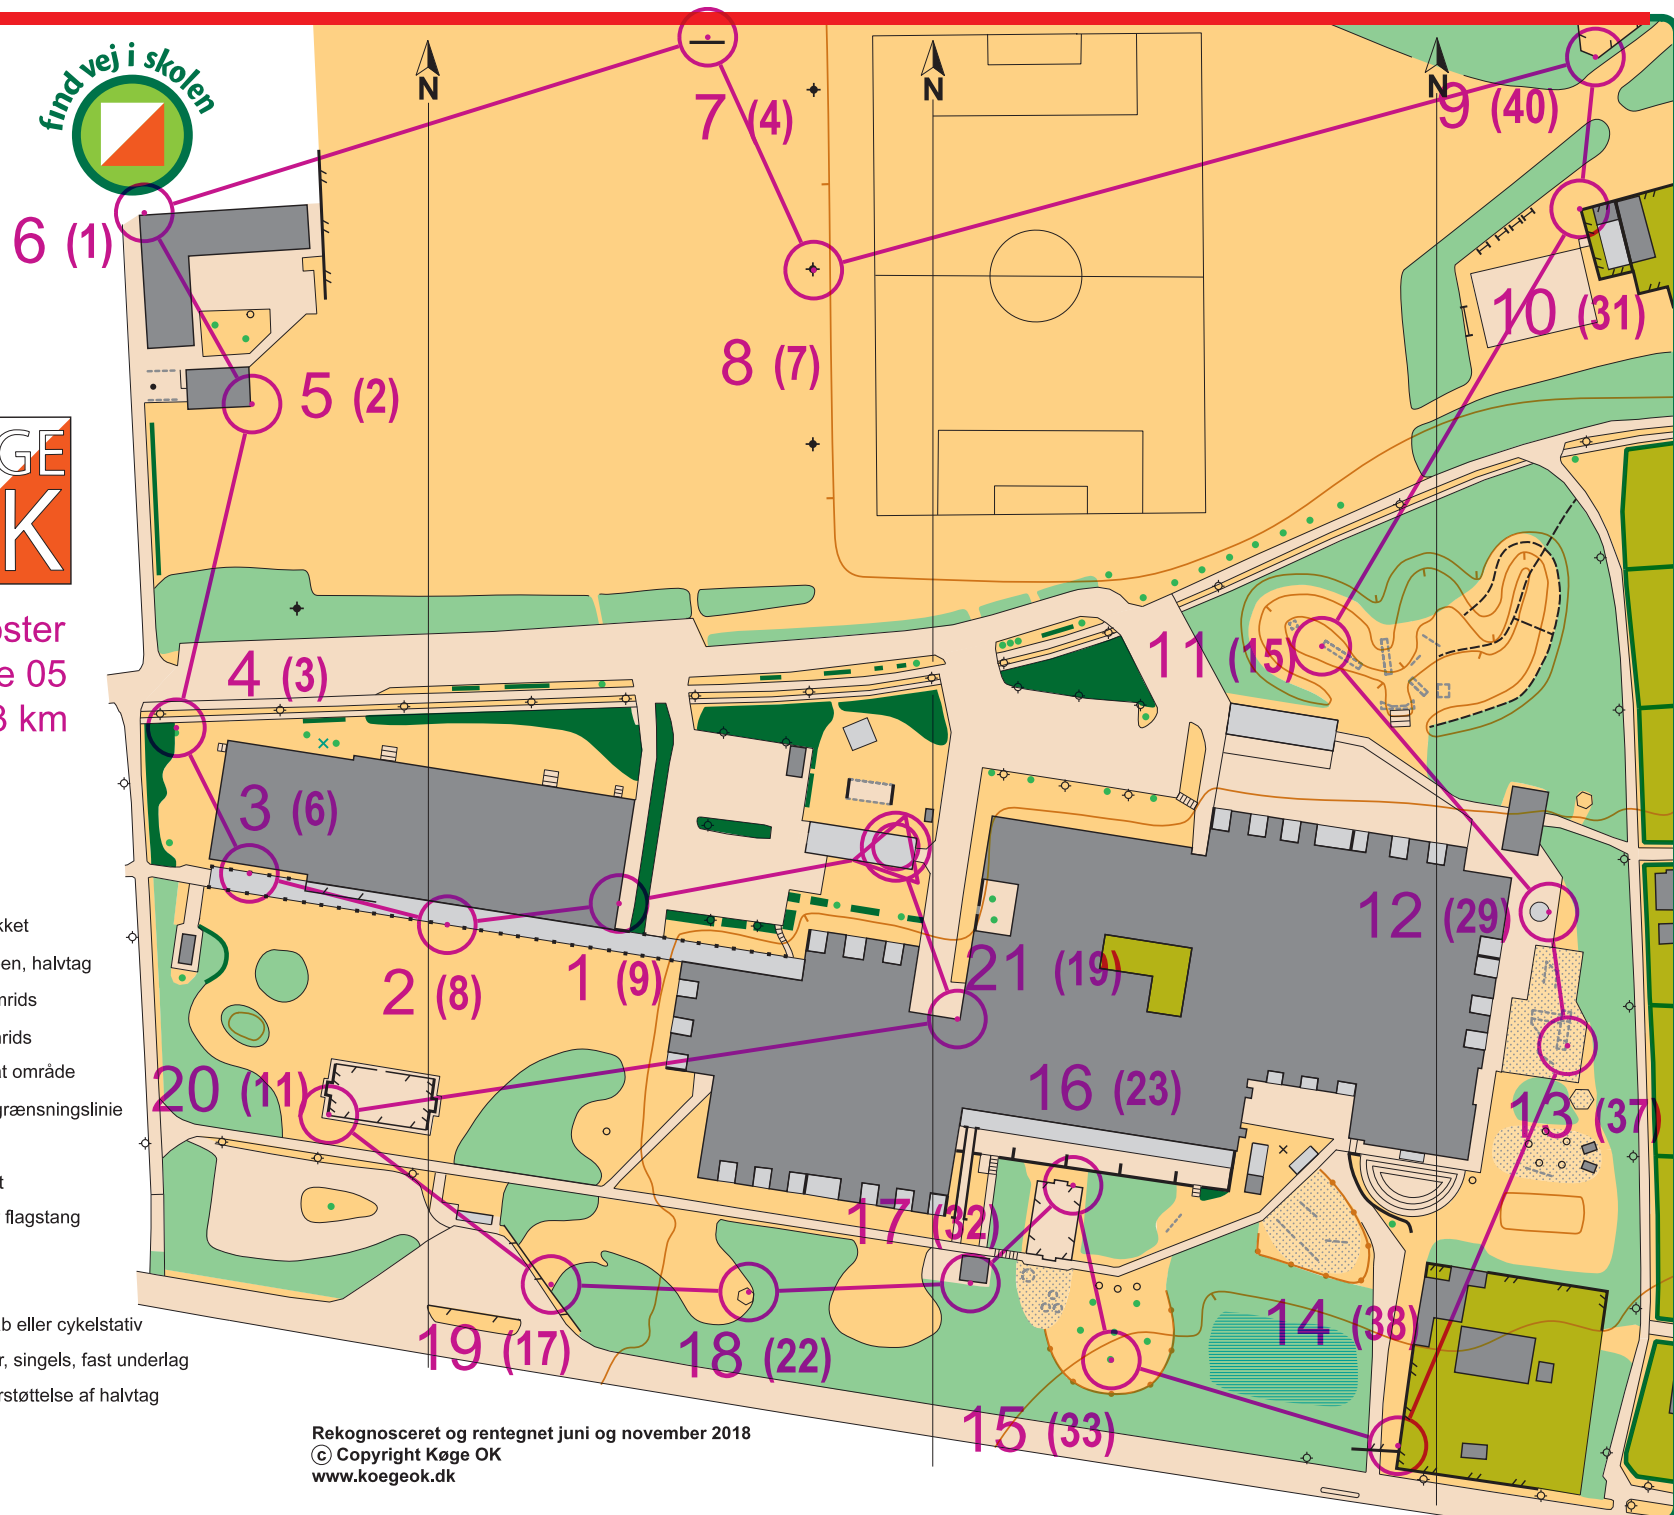 find vej i skolen
N
N
N
7 (4)
9 (40)
6 (1)
10 (31)
8 (7)
5 (2)
GE
K
oster
e 05
3 km
4 (3)
11 (15)
3 (6)
12 (29)
kket
en, halvtag
nrids
rids
at område
grænsningslinie
t
flagstang
b eller cykelstativ
r, singels, fast underlag
rstøttelse af halvtag
2 (8)
1 (9)
21 (19)
20 (11)
16 (23)
13 (37)
17 (32)
14 (38)
19 (17)
18 (22)
15 (33)
Rekognosceret og rentegnet juni og november 2018
© Copyright Køge OK
www.koegeok.dk